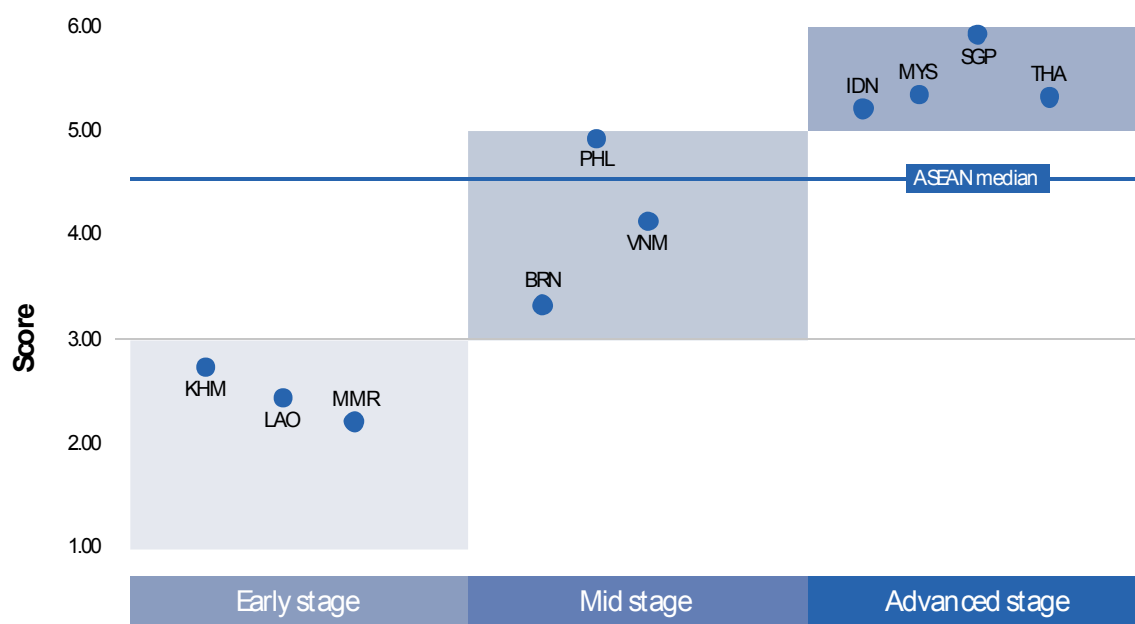 6.00
SGP
MYS
THA
IDN
5.00
PHL
ASEAN median
4.00
VNM
BRN
Score
3.00
KHM
MMR
LAO
2.00
1.00
Early stage
Mid stage
Advanced stage